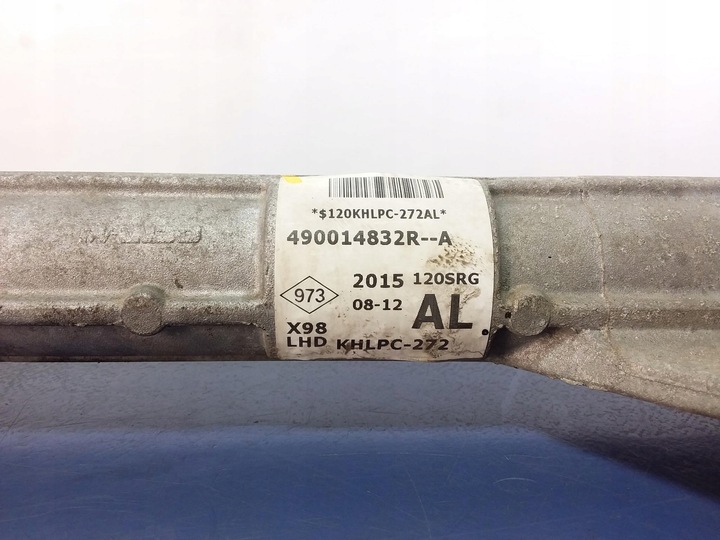 *$120KHLPC-272AL*
490014832R--A
973
2015 120SRG
08-12 AL
X98
LHD KHLPC-272